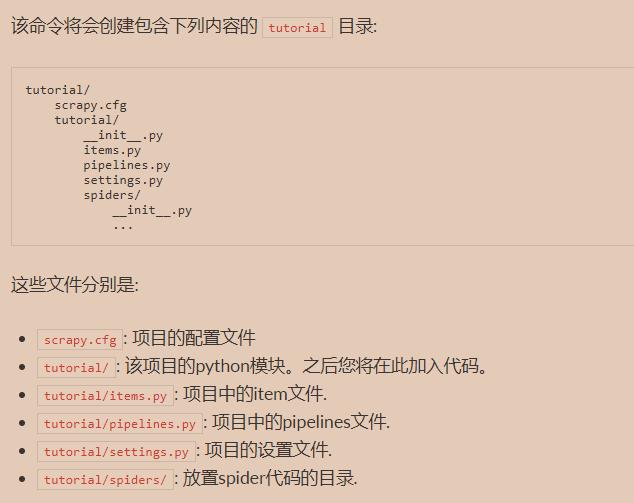 该命令将会创建包含下列内容的 tutorial 目录:
tutorial/
    scrapy.cfg
    tutorial/
        __init__.py
        items.py
        pipelines.py
        settings.py
        spiders/
            __init__.py
            ...
这些文件分别是:
• scrapy.cfg: 项目的配置文件
• tutorial/: 该项目的python模块。之后您将在此加入代码。
• tutorial/items.py: 项目中的item文件.
• tutorial/pipelines.py: 项目中的pipelines文件.
• tutorial/settings.py: 项目的设置文件.
• tutorial/spiders/: 放置spider代码的目录.